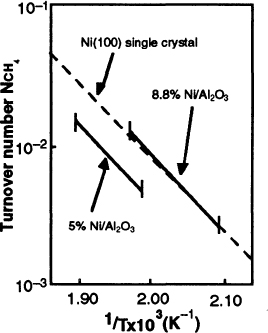 10⁻¹
Ni(100) single crystal
8.8% Ni/Al₂O₃
10⁻²
5% Ni/Al₂O₃
10⁻³
Turnover number NCH₄
1.90 2.00 2.10
1/Tx10³(K⁻¹)